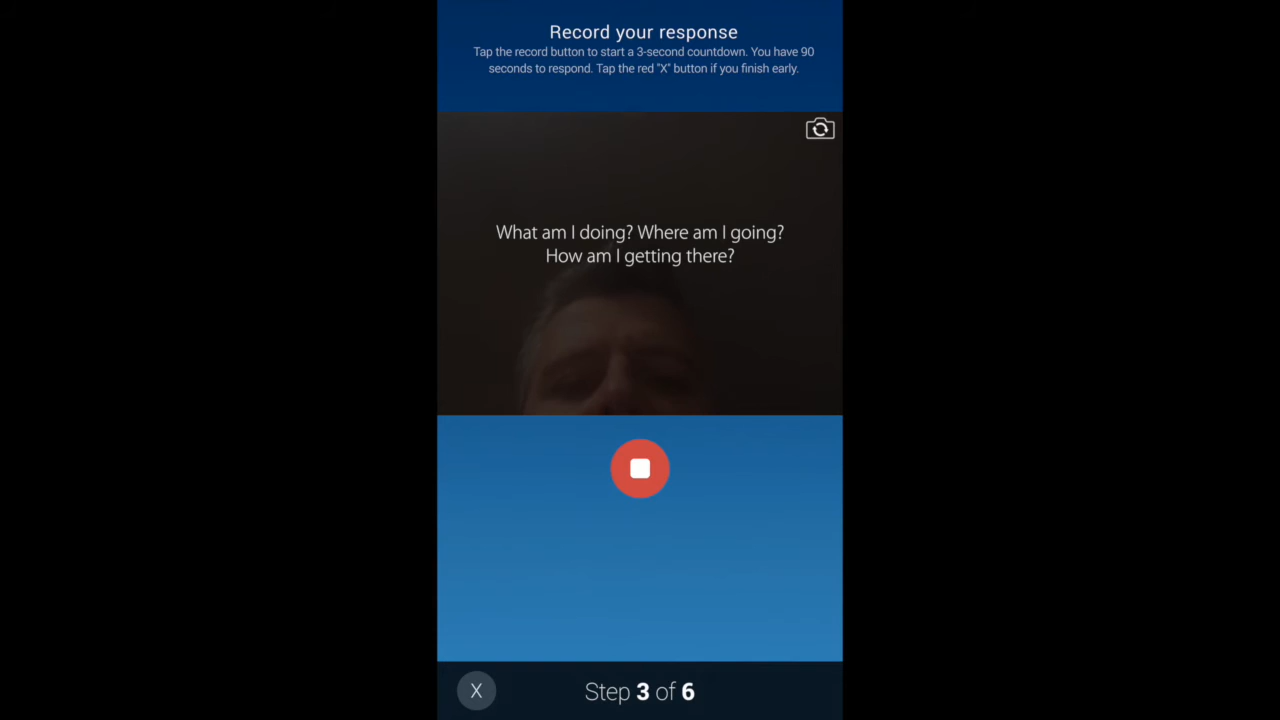 Record your response
Tap the record button to start a 3-second countdown. You have 90
seconds to respond. Tap the red "X" button if you finish early.
What am I doing? Where am I going?
How am I getting there?
X
Step 3 of 6